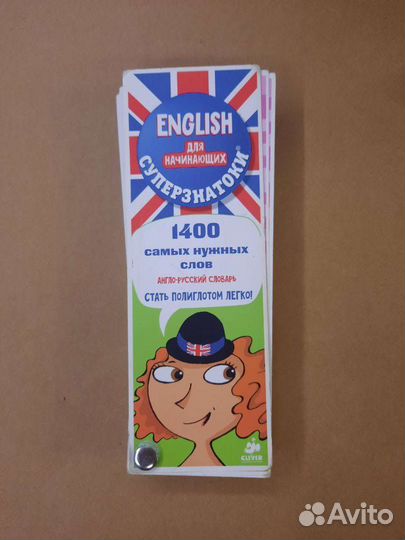 ENGLISH
ДЛЯ
НАЧИНАЮЩИХ
СУПЕРЗНАТОКИ®
1400
самых нужных
слов
АНГЛО-РУССКИЙ СЛОВАРЬ
СТАТЬ ПОЛИГЛОТОМ ЛЕГКО!
CLEVER
Avito